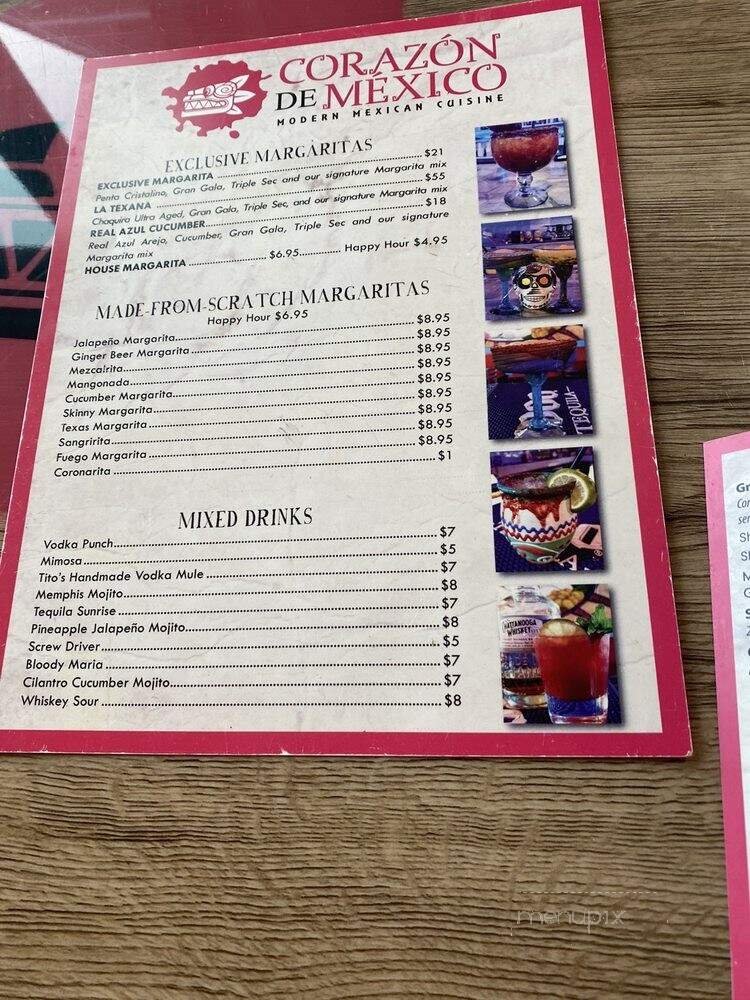 CORAZÓN
DE MÉXICO
MODERN MEXICAN CUISINE
EXCLUSIVE MARGARITAS
EXCLUSIVE MARGARITA $21
Penta Cristalino, Gran Gala, Triple Sec and our signature Margarita mix
LA TEXANA $55
Chaquira Ultra Aged, Gran Gala, Triple Sec, and our signature Margarita mix
REAL AZUL CUCUMBER $18
Real Azul Arejo, Cucumber, Gran Gala, Triple Sec and our signature
Margarita mix
HOUSE MARGARITA $6.95 Happy Hour $4.95
MADE-FROM-SCRATCH MARGARITAS
Happy Hour $6.95
Jalapeño Margarita $8.95
Ginger Beer Margarita $8.95
Mezcalrita $8.95
Mangonada $8.95
Cucumber Margarita $8.95
Skinny Margarita $8.95
Texas Margarita $8.95
Sangririta $8.95
Fuego Margarita $8.95
Coronarita $1
MIXED DRINKS
Vodka Punch $7
Mimosa $5
Tito's Handmade Vodka Mule $7
Memphis Mojito $8
Tequila Sunrise $7
Pineapple Jalapeño Mojito $8
Screw Driver $5
Bloody Maria $7
Cilantro Cucumber Mojito $7
Whiskey Sour $8
TEQUILA
WHISKEY
menupix